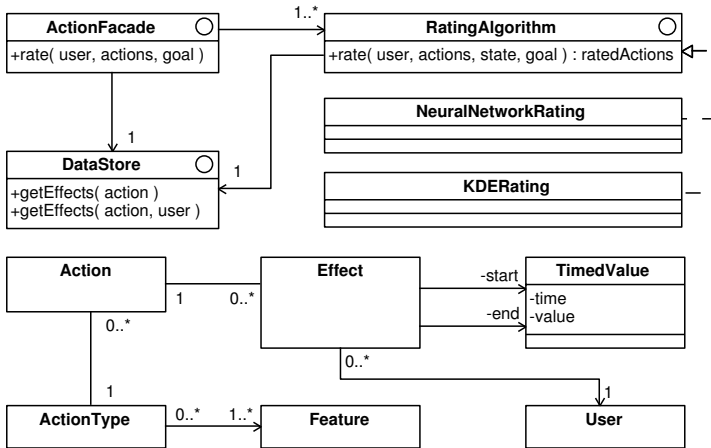 ActionFacade
+rate( user, actions, goal )
1..*
RatingAlgorithm
+rate( user, actions, state, goal ) : ratedActions
1
1
NeuralNetworkRating
DataStore
+getEffects( action )
+getEffects( action, user )
KDERating
Action
1
0..*
Effect
-start
-end
TimedValue
-time
-value
0..*
1
0..*
1
ActionType
0..*
1..*
Feature
User